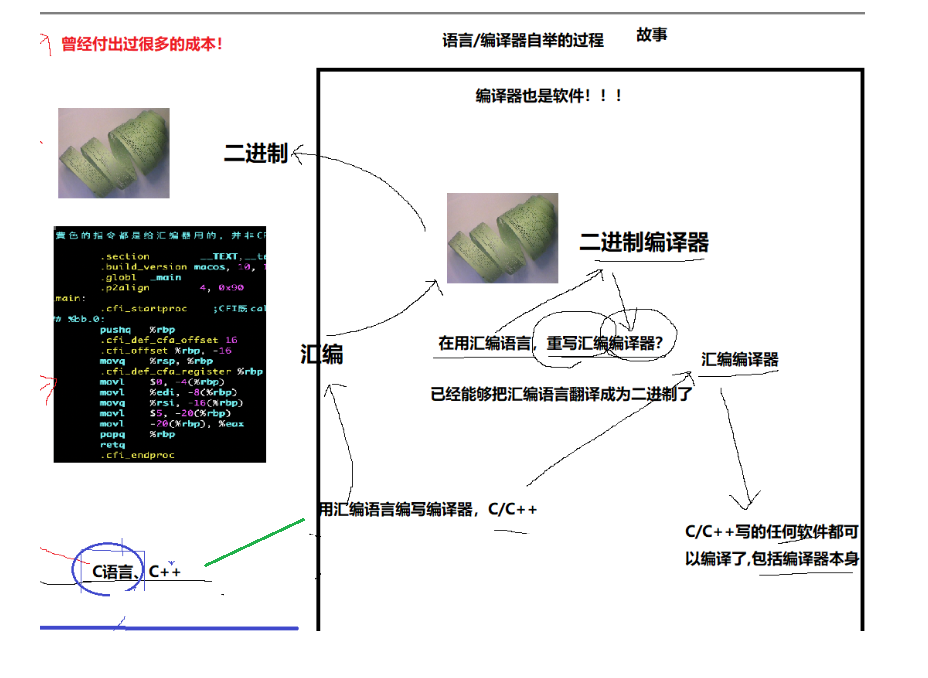 曾经付出过很多的成本!
语言/编译器自举的过程
故事
编译器也是软件! ! !
二进制
二进制编译器
黄色的指令都是给汇编器用的, 并非CP
.section __TEXT,__te
.build_version macos, 10, 1
.globl _main
.p2align 4, 0x90
main:
.cfi_startproc
# %bb.0:
pushq %rbp
.cfi_def_cfa_offset 16
.cfi_offset %rbp, -16
movq %rsp, %rbp
.cfi_def_cfa_register %rbp
movl $0, -4(%rbp)
movl %edi, -8(%rbp)
movq %rsi, -16(%rbp)
movl $5, -20(%rbp)
movl -20(%rbp), %eax
popq %rbp
retq
.cfi_endproc
汇编
在用汇编语言, 重写汇编编译器?
汇编编译器
已经能够把汇编语言翻译成为二进制了
用汇编语言编写编译器, C/C++
C/C++写的任何软件都可
以编译了,包括编译器本身
C语言、C++